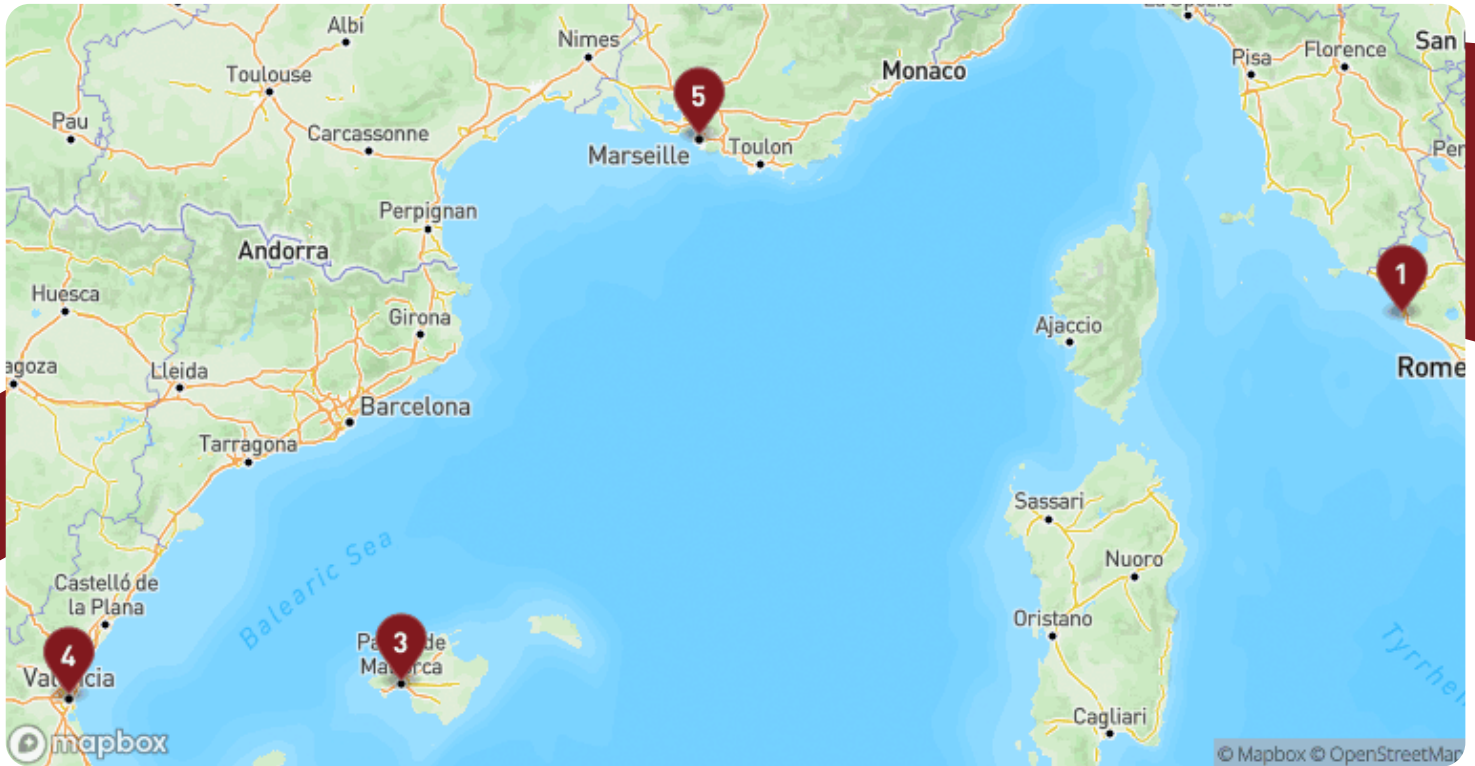 Albi
Nimes
San
Pisa
Florence
Toulouse
Monaco
5
Pau
Carcassonne
Marseille
Toulon
Per
Perpignan
Andorra
1
Huesca
Girona
Ajaccio
agoza
Lleida
Rome
Barcelona
Tarragona
Sassari
Balearic Sea
Nuoro
Castelló de
la Plana
Oristano
3
de
4
Tyrrhen
Cagliari
mapbox
© Mapbox © OpenStreetMap